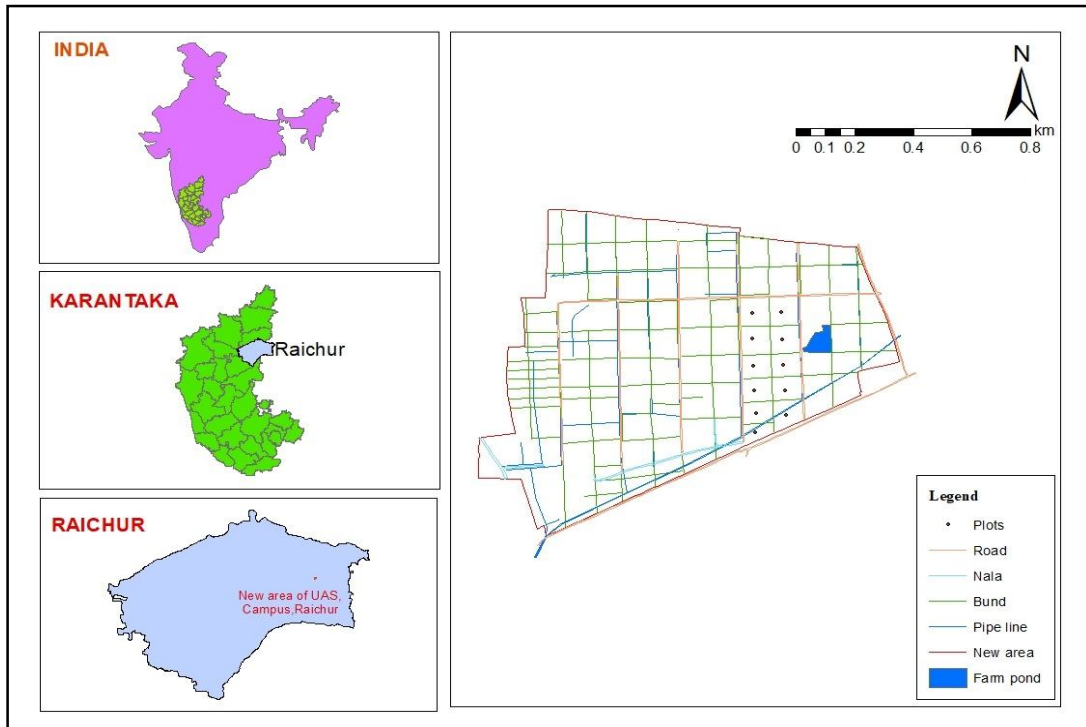 INDIA
KARANTAKA
Raichur
RAICHUR
New area of UAS,
Campus,Raichur
N
km
0 0.1 0.2 0.4 0.6 0.8
Legend
Plots
Road
Nala
Bund
Pipe line
New area
Farm pond